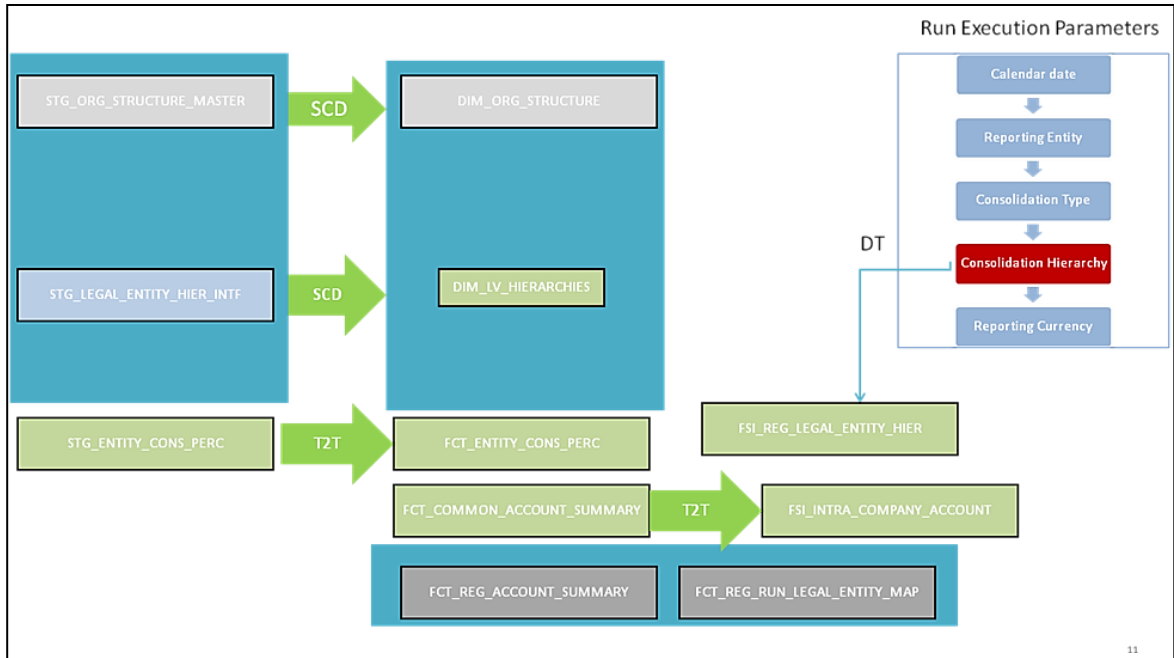 Run Execution Parameters
STG_ORG_STRUCTURE_MASTER
SCD
DIM_ORG_STRUCTURE
Calendar date
Reporting Entity
Consolidation Type
DT
Consolidation Hierarchy
STG_LEGAL_ENTITY_HIER_INTF
SCD
DIM_LV_HIERARCHIES
Reporting Currency
STG_ENTITY_CONS_PERC
T2T
FCT_ENTITY_CONS_PERC
FSI_REG_LEGAL_ENTITY_HIER
FCT_COMMON_ACCOUNT_SUMMARY
T2T
FSI_INTRA_COMPANY_ACCOUNT
FCT_REG_ACCOUNT_SUMMARY
FCT_REG_RUN_LEGAL_ENTITY_MAP
11